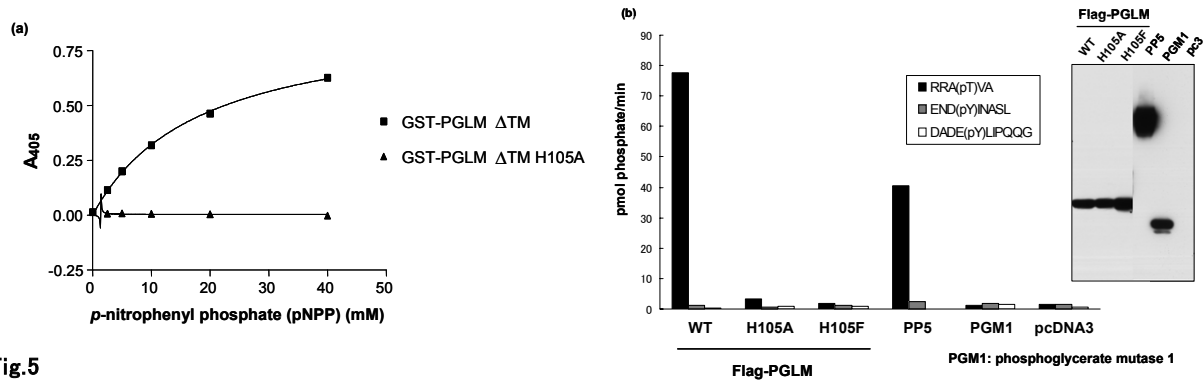 (a)
0.75
0.50
0.25
0.00
-0.25
A405
0 10 20 30 40 50
p-nitrophenyl phosphate (pNPP) (mM)
GST-PGLM ΔTM
GST-PGLM ΔTM H105A
(b)
90
80
70
60
50
40
30
20
10
0
pmol phosphate/min
RRA(pT)VA
END(pY)INASL
DADE(pY)LIPQQG
WT H105A H105F PP5 PGM1 pcDNA3
Flag-PGLM
PGM1: phosphoglycerate mutase 1
Flag-PGLM
WT H105A H105F PP5 PGM1 pc3
ig.5